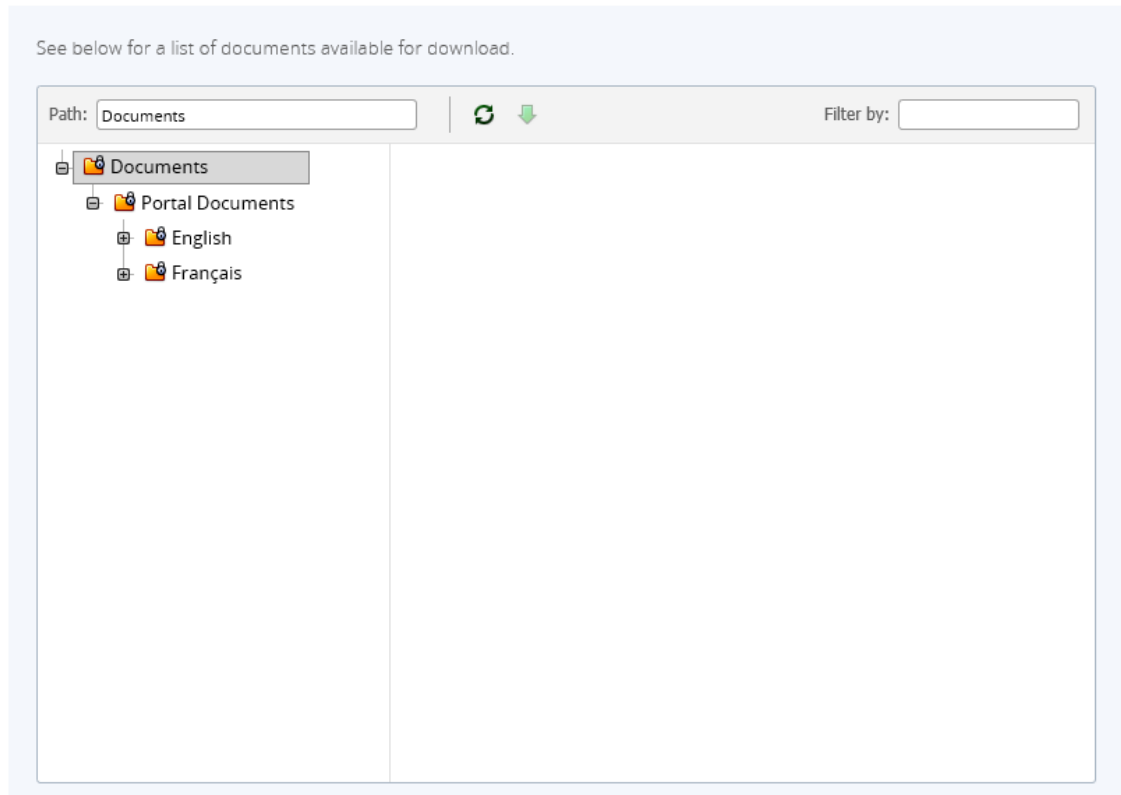 See below for a list of documents available for download.
Path: Documents Filter by:
Documents
Portal Documents
English
Français